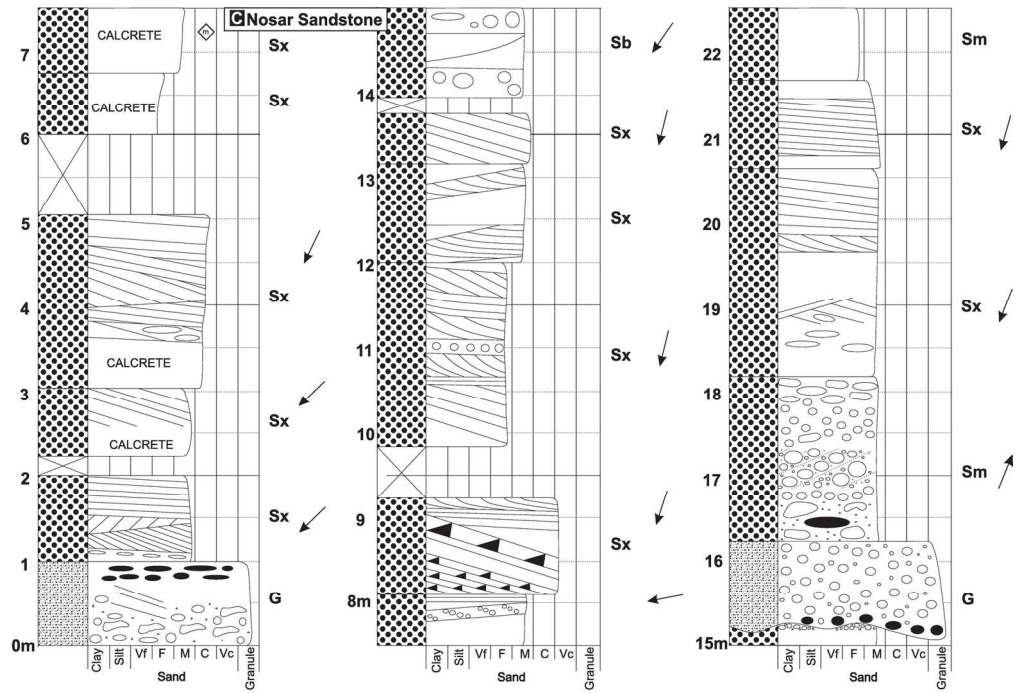 C Nosar Sandstone
7
CALCRETE
m
Sx
CALCRETE
Sx
6
5
Sx
4
CALCRETE
3
Sx
CALCRETE
2
Sx
1
G
0m
Clay Silt Vf F M C Vc Granule
Sand
Sb
14
Sx
13
Sx
12
11
Sx
10
9
Sx
8m
Clay Silt Vf F M C Vc Granule
Sand
22
Sm
21
Sx
20
19
Sx
18
17
Sm
16
G
15m
Clay Silt Vf F M C Vc Granule
Sand